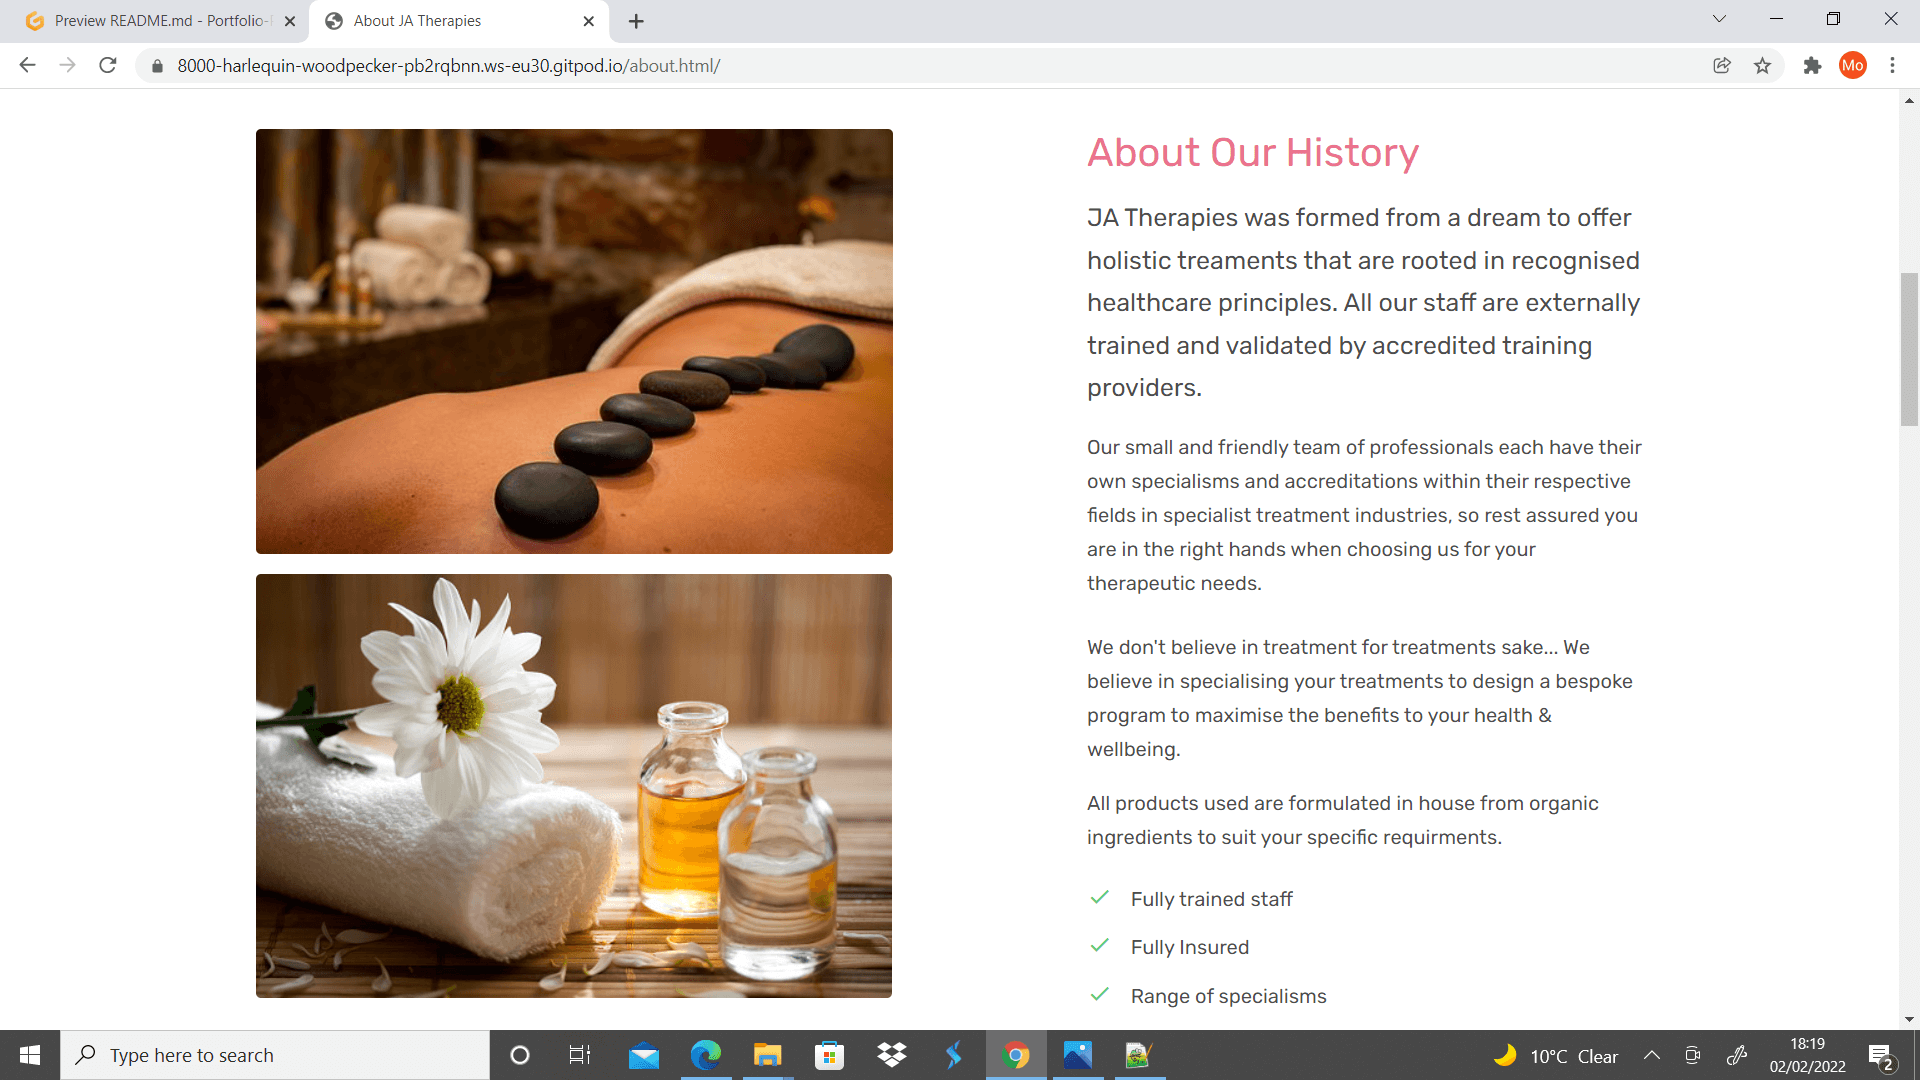 Preview README.md - Portfolio-
About JA Therapies
8000-harlequin-woodpecker-pb2rqbnn.ws-eu30.gitpod.io/about.html/
Mo
About Our History
JA Therapies was formed from a dream to offer
holistic treaments that are rooted in recognised
healthcare principles. All our staff are externally
trained and validated by accredited training
providers.
Our small and friendly team of professionals each have their
own specialisms and accreditations within their respective
fields in specialist treatment industries, so rest assured you
are in the right hands when choosing us for your
therapeutic needs.
We don't believe in treatment for treatments sake... We
believe in specialising your treatments to design a bespoke
program to maximise the benefits to your health &
wellbeing.
All products used are formulated in house from organic
ingredients to suit your specific requirments.
Fully trained staff
Fully Insured
Range of specialisms
Type here to search
10°C Clear
18:19
02/02/2022
2